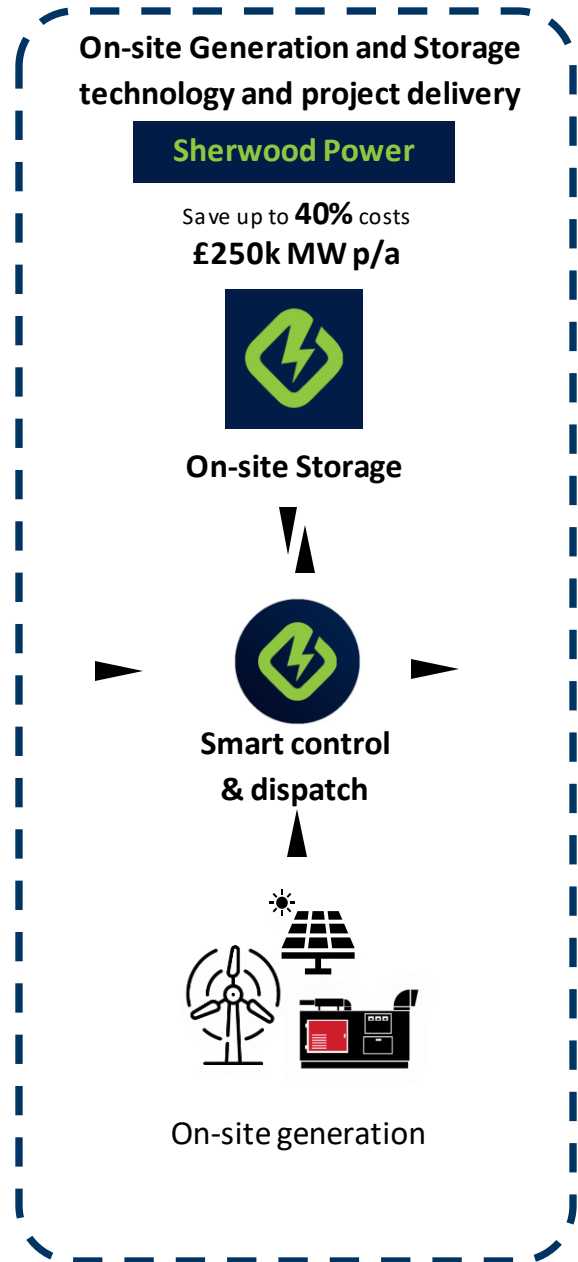 On-site Generation and Storage
technology and project delivery
Sherwood Power
Save up to 40% costs
£250k MW p/a
On-site Storage
Smart control
& dispatch
On-site generation